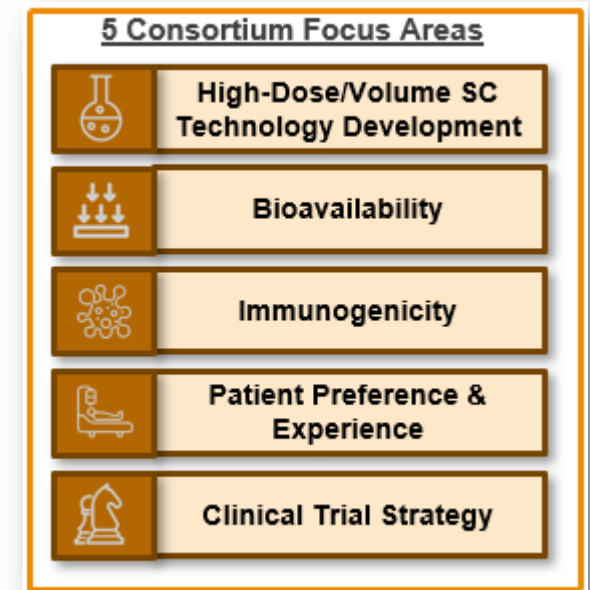 5 Consortium Focus Areas
High-Dose/Volume SC
Technology Development
Bioavailability
Immunogenicity
Patient Preference &
Experience
Clinical Trial Strategy